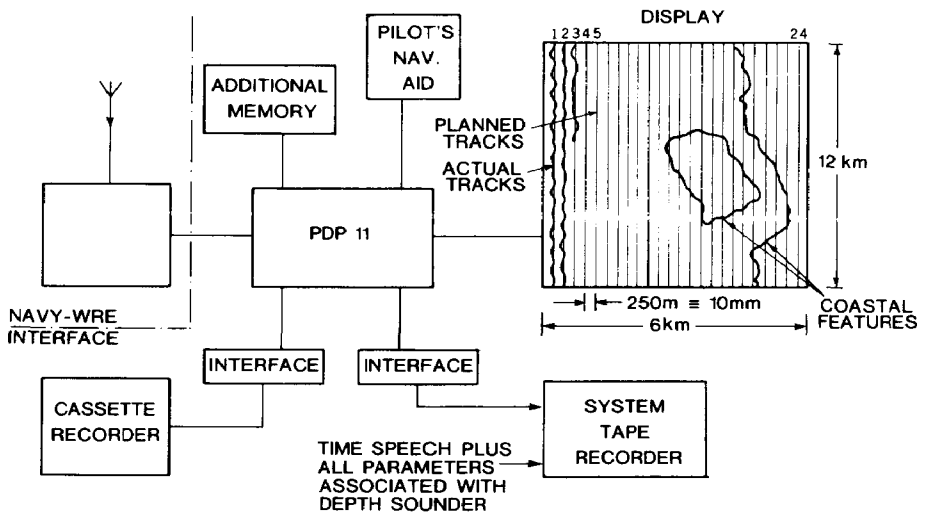 DISPLAY
1 2 3 4 5
24
PILOT'S
NAV.
AID
ADDITIONAL
MEMORY
PLANNED
TRACKS
ACTUAL
TRACKS
12 km
PDP 11
250m ≡ 10mm
6km
COASTAL
FEATURES
NAVY-WRE
INTERFACE
INTERFACE
INTERFACE
CASSETTE
RECORDER
SYSTEM
TAPE
RECORDER
TIME SPEECH PLUS
ALL PARAMETERS
ASSOCIATED WITH
DEPTH SOUNDER